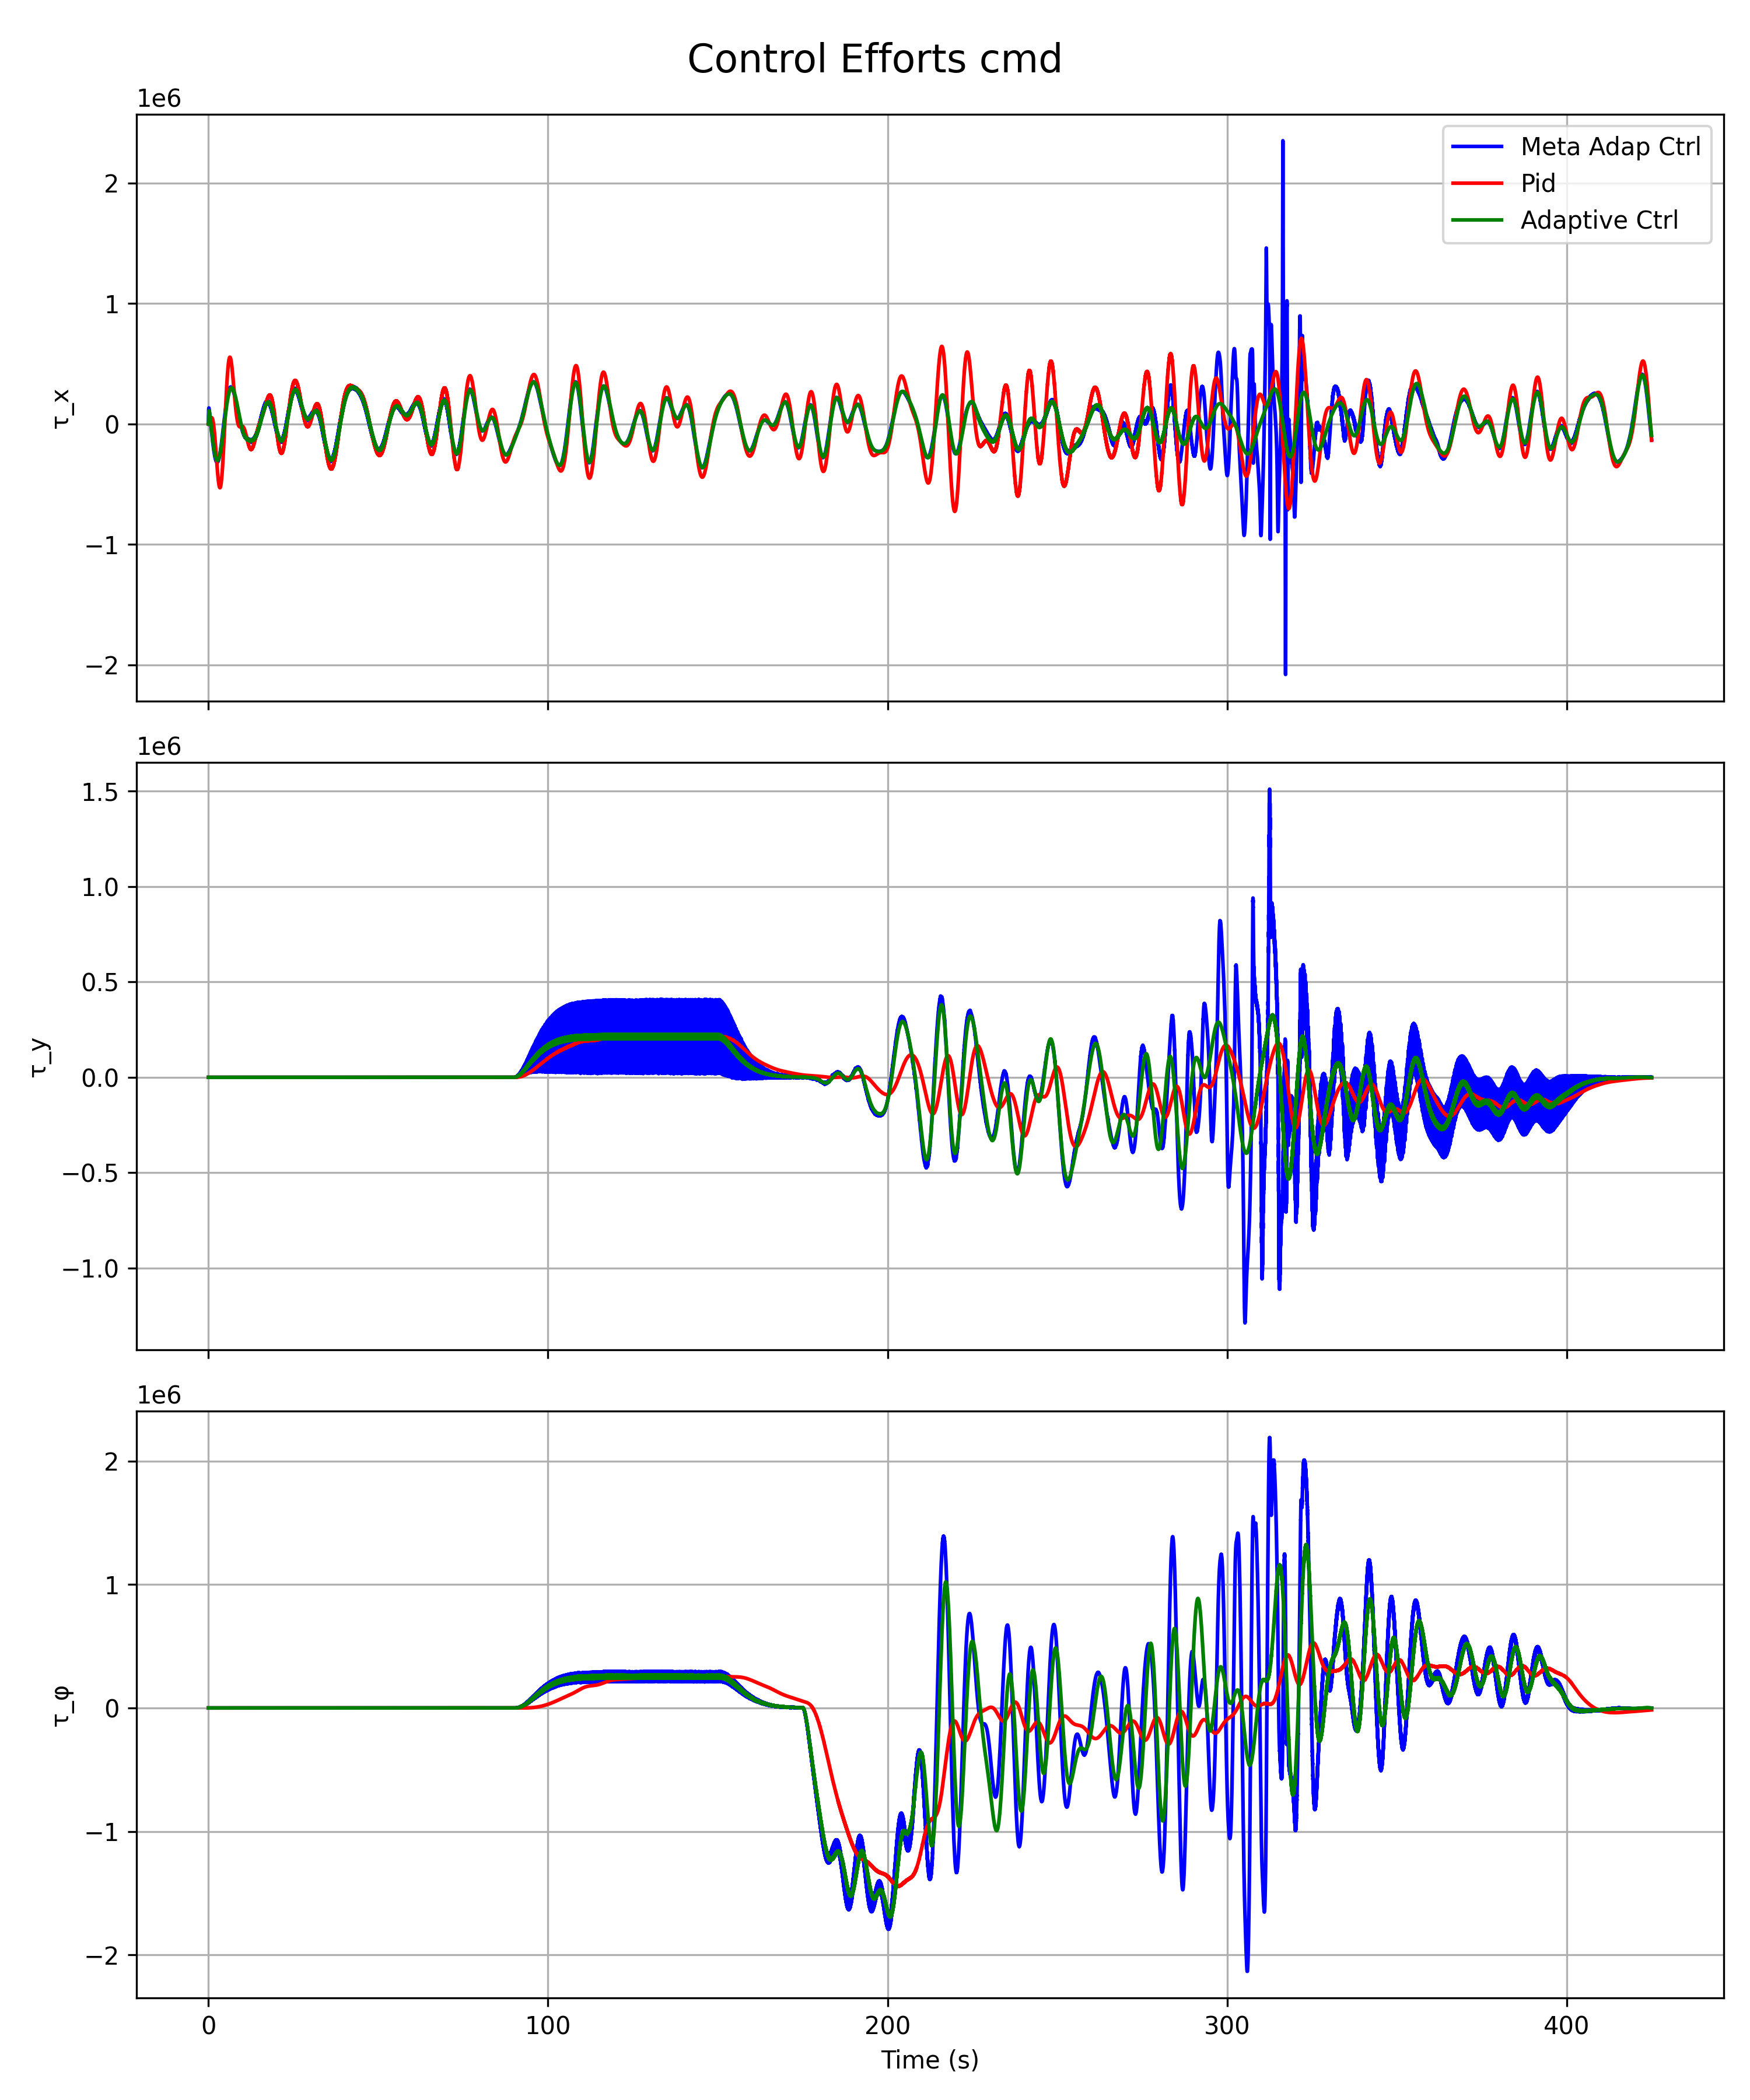 Control Efforts cmd
1e6
Meta Adap Ctrl
Pid
Adaptive Ctrl
τ_x
2
1
0
−1
−2
1e6
τ_y
1.5
1.0
0.5
0.0
−0.5
−1.0
1e6
τ_φ
2
1
0
−1
−2
0 100 200 300 400
Time (s)